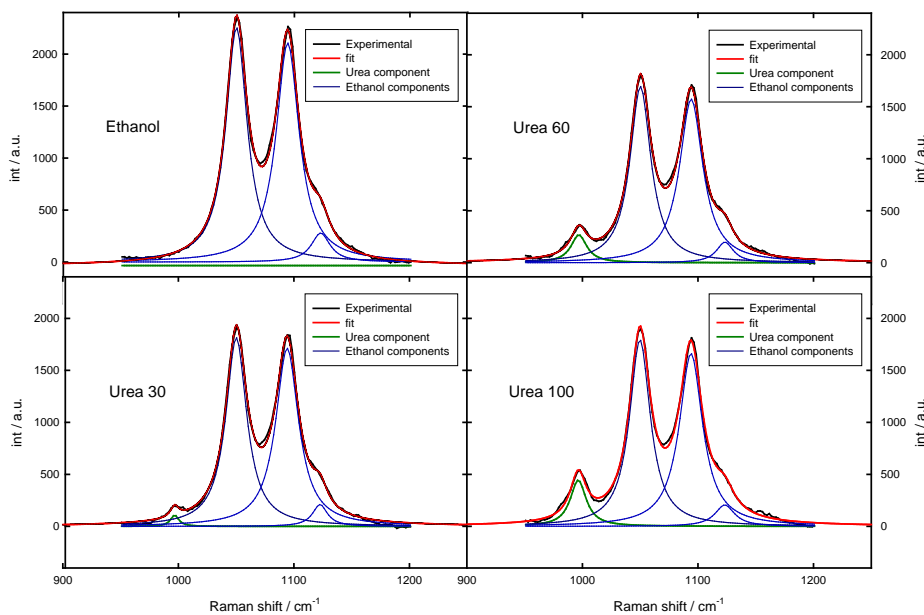 Experimental
fit
Urea component
Ethanol components
Ethanol
int / a.u.
2000
1500
1000
500
0
Experimental
fit
Urea component
Ethanol components
Urea 60
int / a.u.
2000
1500
1000
500
0
Experimental
fit
Urea component
Ethanol components
Urea 30
int / a.u.
2000
1500
1000
500
0
900
1000
1100
1200
Raman shift / cm-1
Experimental
fit
Urea component
Ethanol components
Urea 100
int / a.u.
2000
1500
1000
500
0
900
1000
1100
1200
Raman shift / cm-1